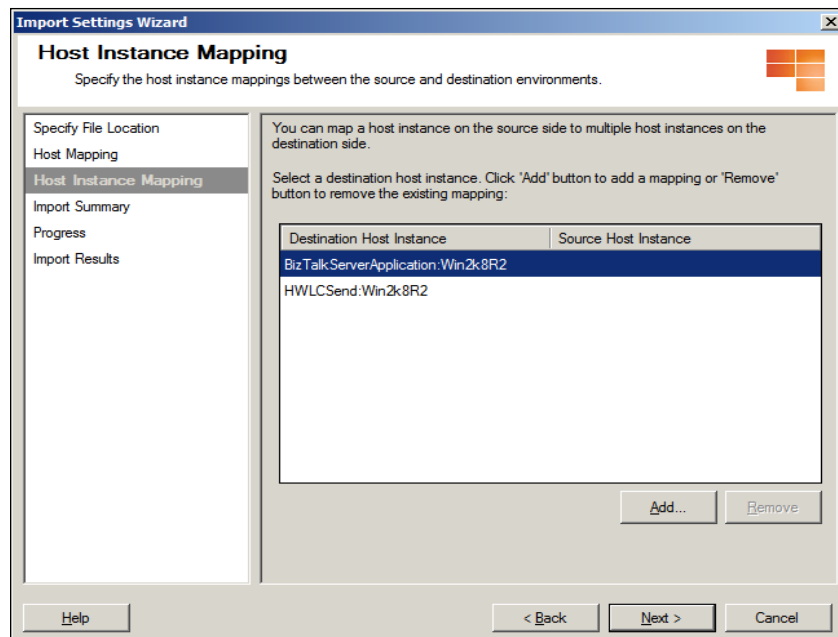 Import Settings Wizard
Host Instance Mapping
Specify the host instance mappings between the source and destination environments.
Specify File Location
Host Mapping
Host Instance Mapping
Import Summary
Progress
Import Results
You can map a host instance on the source side to multiple host instances on the
destination side.
Select a destination host instance. Click 'Add' button to add a mapping or 'Remove'
button to remove the existing mapping:
Destination Host Instance Source Host Instance
BizTalkServerApplication:Win2k8R2
HWLCSend:Win2k8R2
Add... Remove
Help < Back Next > Cancel